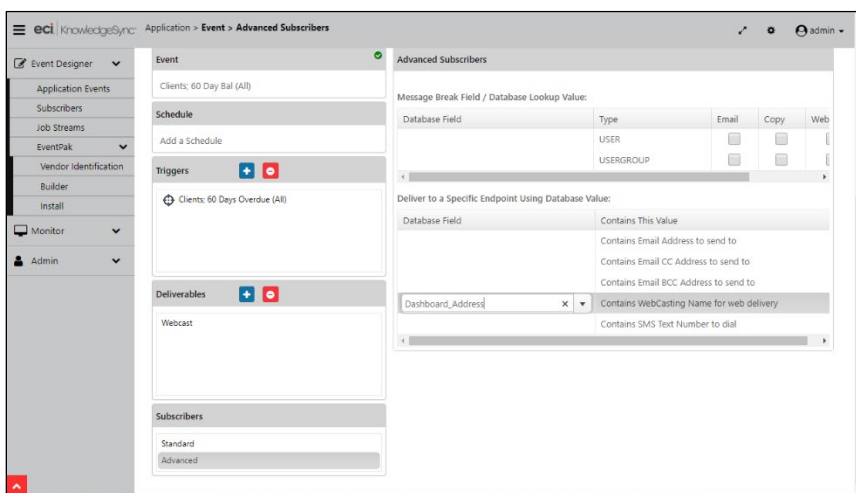 eci KnowledgeSync
Application > Event > Advanced Subscribers
admin
Event Designer
Application Events
Subscribers
Job Streams
EventPak
Vendor Identification
Builder
Install
Monitor
Admin
Event
Clients; 60 Day Bal (All)
Schedule
Add a Schedule
Triggers
Clients; 60 Days Overdue (All)
Deliverables
Webcast
Subscribers
Standard
Advanced
Advanced Subscribers
Message Break Field / Database Lookup Value:
Database Field Type Email Copy Web
USER
USERGROUP
Deliver to a Specific Endpoint Using Database Value:
Database Field Contains This Value
Contains Email Address to send to
Contains Email CC Address to send to
Contains Email BCC Address to send to
Dashboard_Address Contains WebCasting Name for web delivery
Contains SMS Text Number to dial